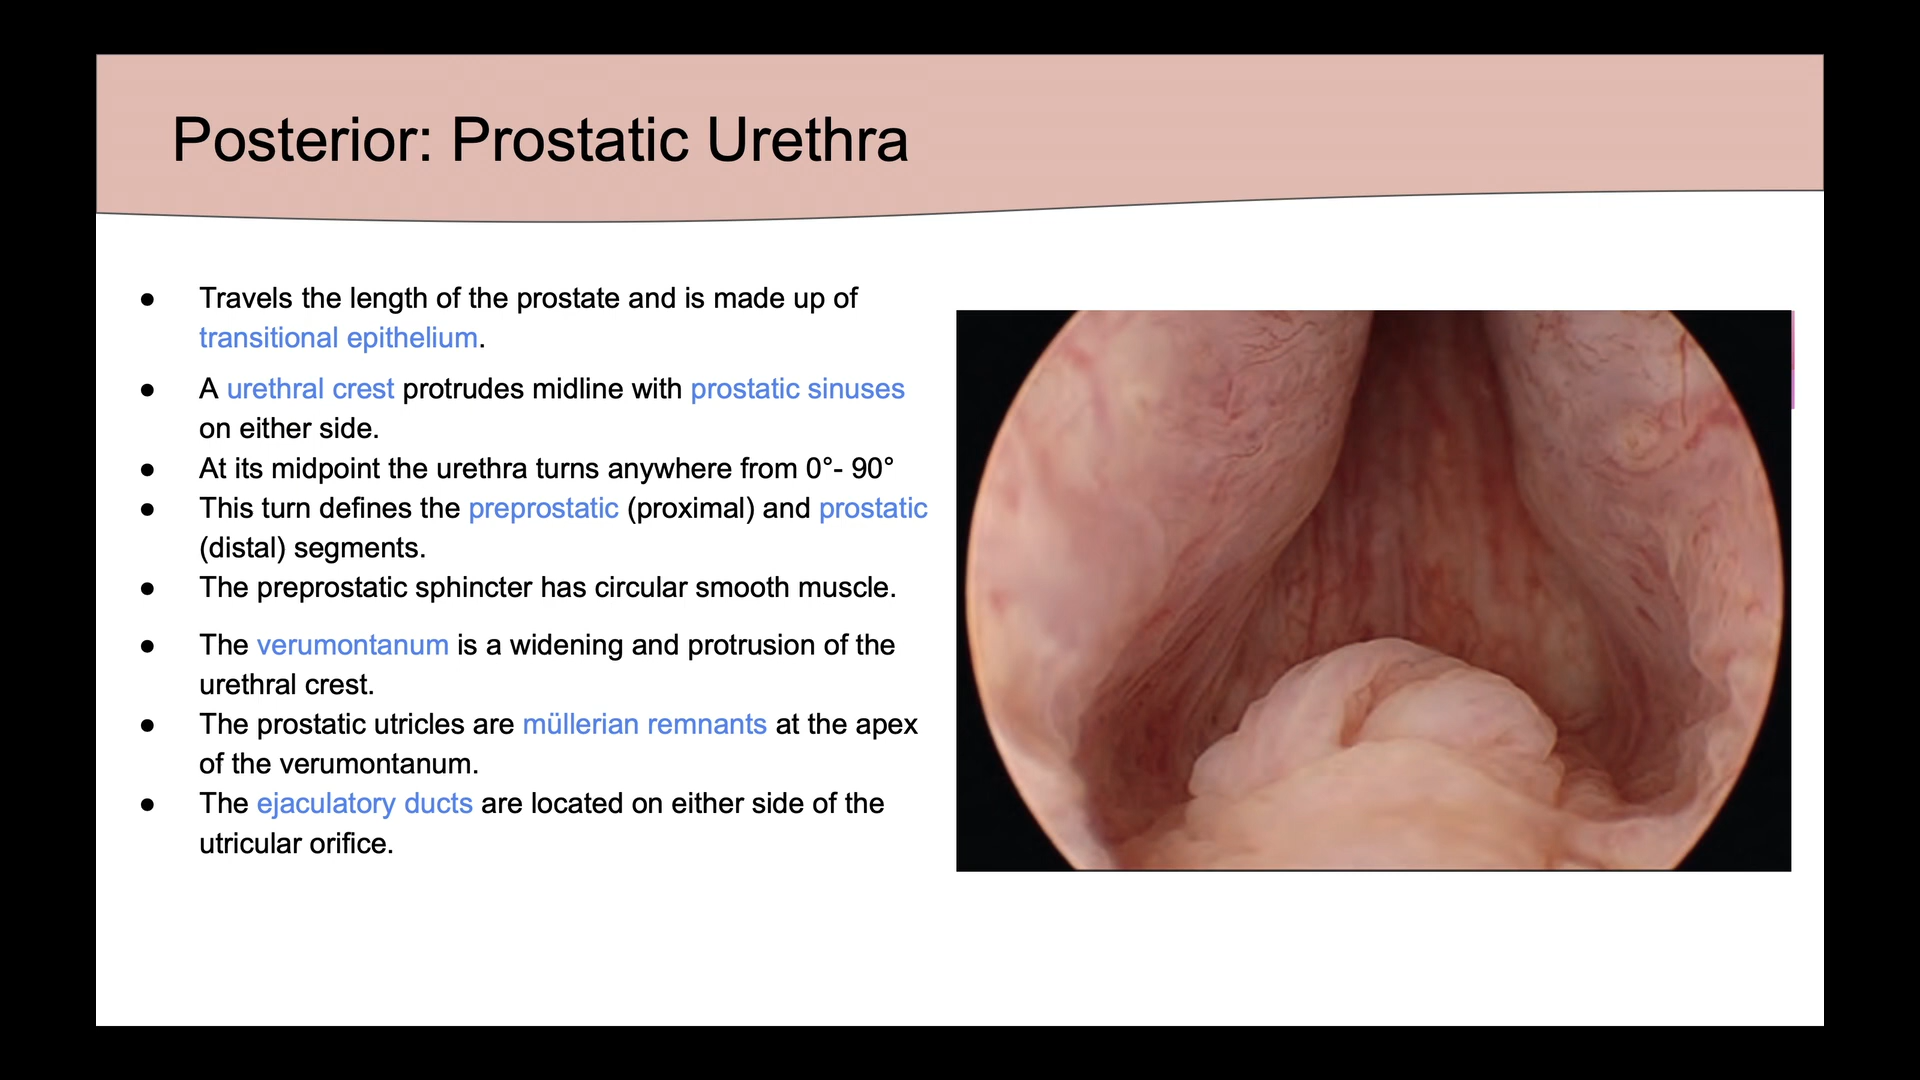 Posterior: Prostatic Urethra
● Travels the length of the prostate and is made up of
transitional epithelium.
● A urethral crest protrudes midline with prostatic sinuses
on either side.
● At its midpoint the urethra turns anywhere from 0°- 90°
● This turn defines the preprostatic (proximal) and prostatic
(distal) segments.
● The preprostatic sphincter has circular smooth muscle.
● The verumontanum is a widening and protrusion of the
urethral crest.
● The prostatic utricles are müllerian remnants at the apex
of the verumontanum.
● The ejaculatory ducts are located on either side of the
utricular orifice.